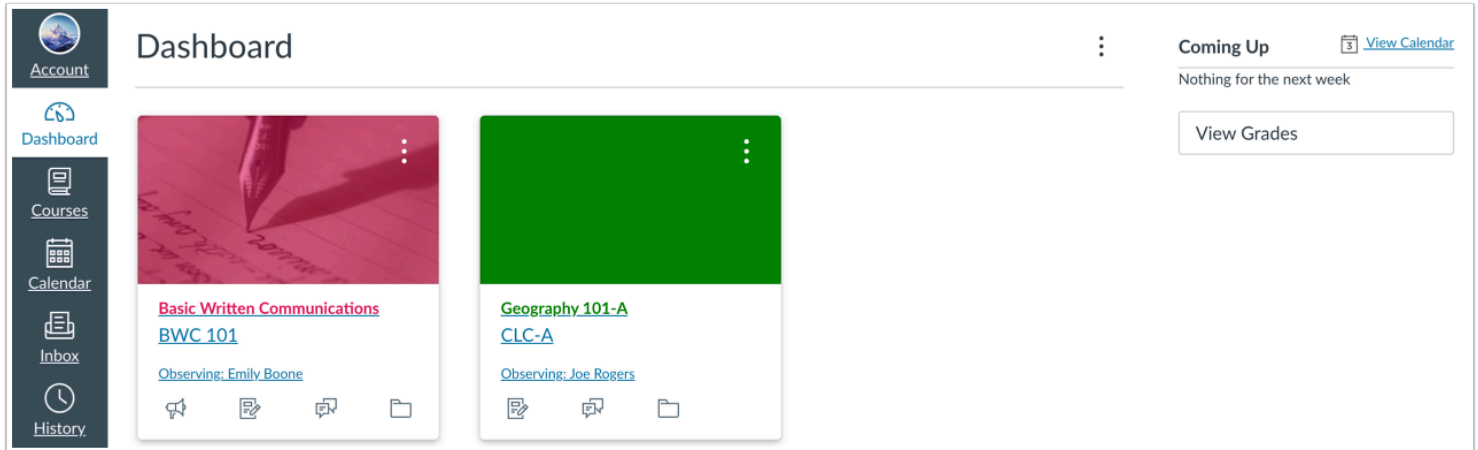 Account
Dashboard
Courses
Calendar
Inbox
History
Dashboard
Basic Written Communications
BWC 101
Observing: Emily Boone
Geography 101-A
CLC-A
Observing: Joe Rogers
Coming Up
3
View Calendar
Nothing for the next week
View Grades